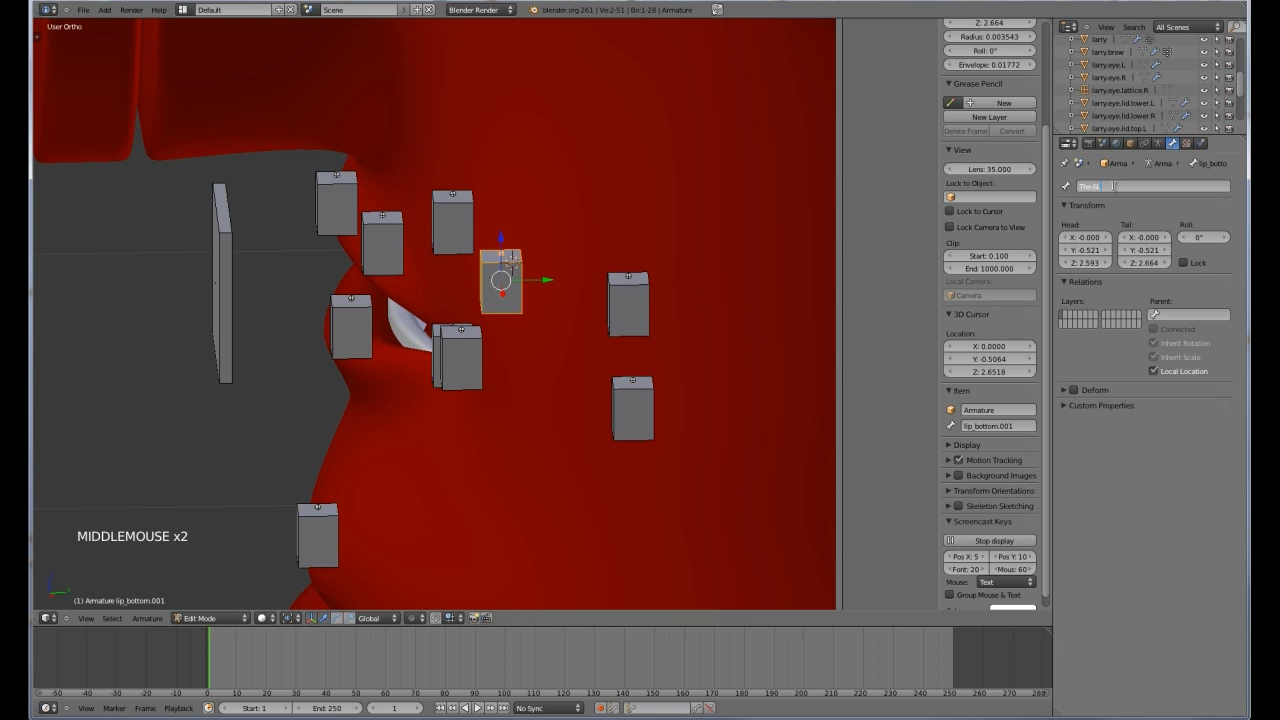 File Add Render Help Default Scene 3 Blender Render blender.org 261 | Ve:2-51 | Bo:1-28 | Armature
User Ortho
MIDDLEMOUSE x2
(1) Armature lip_bottom.001
View Select Armature Edit Mode Global
Z: 2.664
Radius: 0.003543
Roll: 0°
Envelope: 0.01772
Grease Pencil
New
New Layer
Delete Frame Convert
View
Lens: 35.000
Lock to Object:
Lock to Cursor
Lock Camera to View
Clip:
Start: 0.100
End: 1000.000
Local Camera:
Camera
3D Cursor
Location:
X: 0.0000
Y: -0.5064
Z: 2.6518
Item
Armature
lip_bottom.001
Display
Motion Tracking
Background Images
Transform Orientations
Skeleton Sketching
Screencast Keys
Stop display
Pos X: 5 Pos Y: 10
Font: 20 Mous: 60
Mouse: Text
Group Mouse & Text
View Search All Scenes
larry
larry.brow
larry.eye.L
larry.eye.R
larry.eye.lattice.R
larry.eye.lid.lower.L
larry.eye.lid.lower.R
larry.eye.lid.top.L
Arma Arma lip_botto
Transform
Head: Tail: Roll:
X: -0.000 X: -0.000 0°
Y: -0.521 Y: -0.521
Z: 2.593 Z: 2.664 Lock
Relations
Layers: Parent:
Connected
Inherit Rotation
Inherit Scale
Local Location
Deform
Custom Properties
-50 -40 -30 -20 -10 0 10 20 30 40 50 60 70 80 90 100 110 120 130 140 150 160 170 180 190 200 210 220 230 240 250 260 270 280
View Marker Frame Playback Start: 1 End: 250 1 No Sync